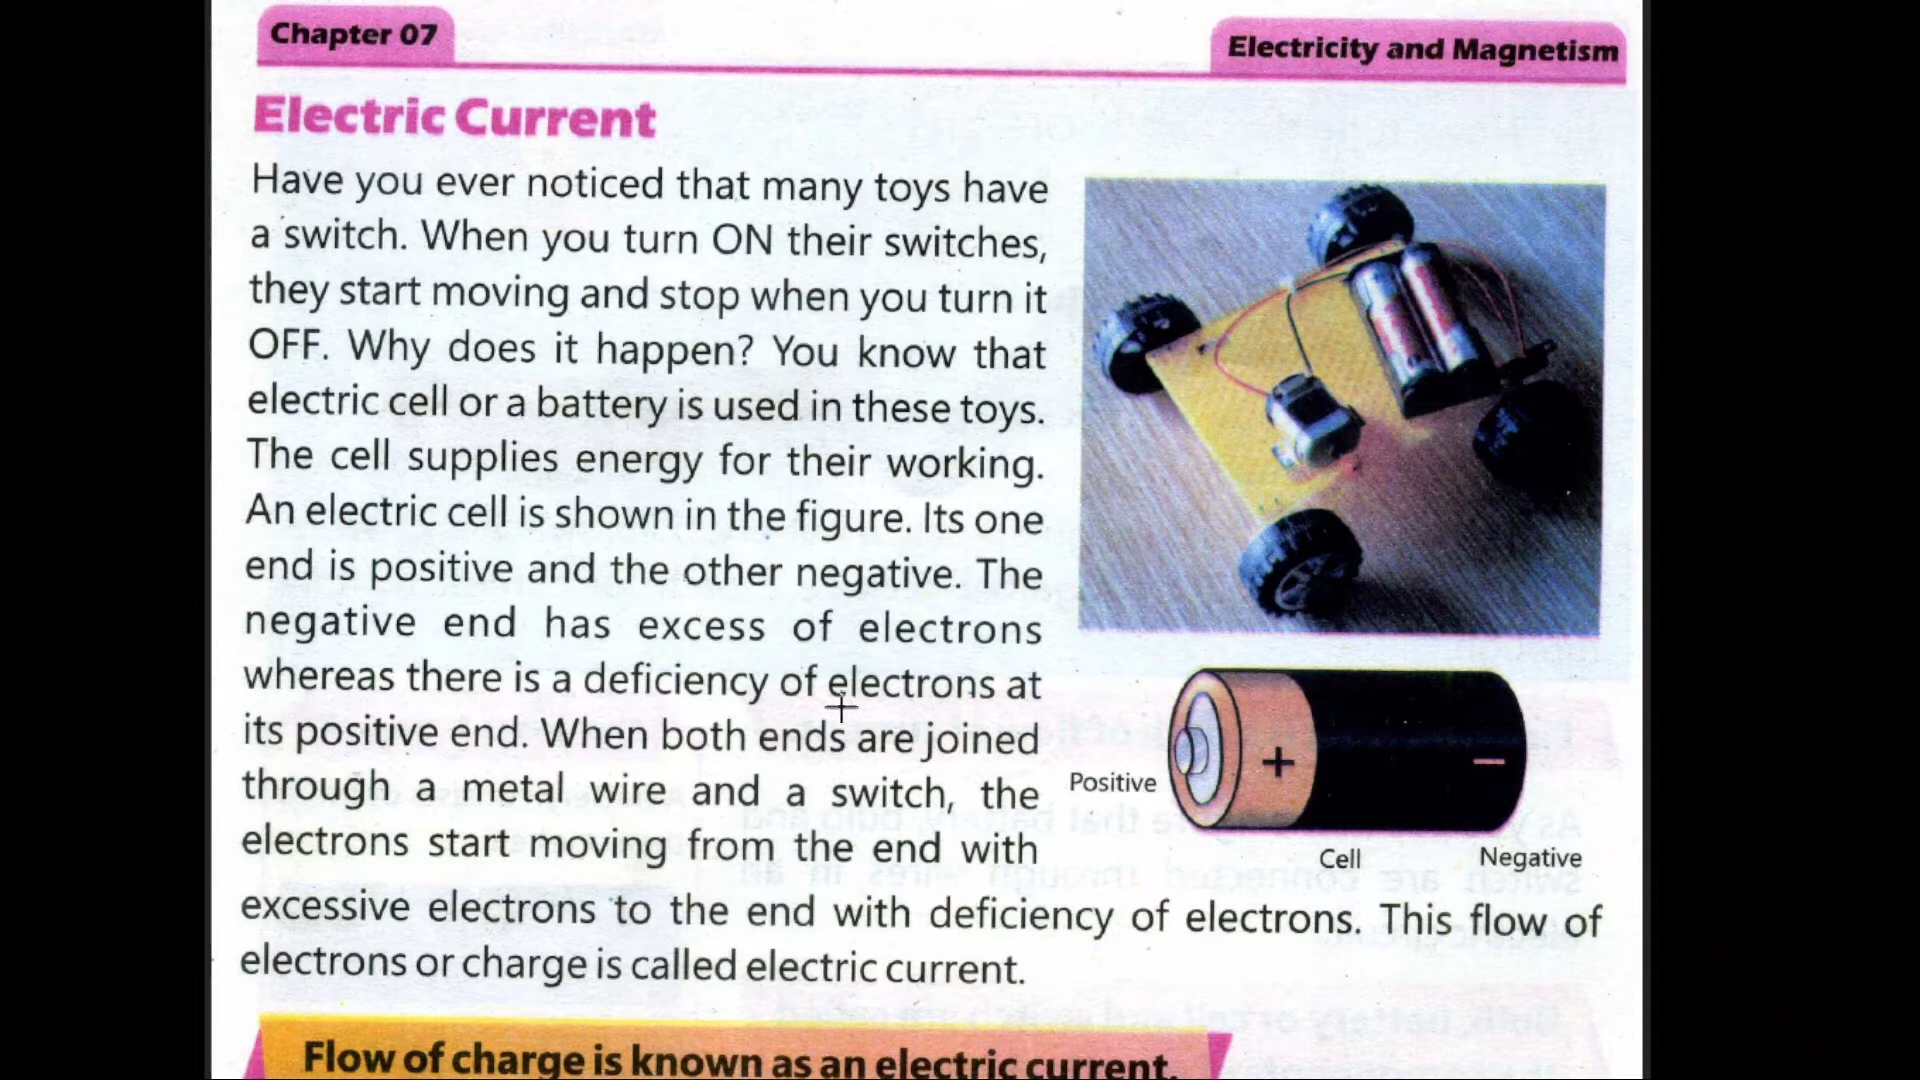 Chapter 07
Electricity and Magnetism
Electric Current
Have you ever noticed that many toys have
a switch. When you turn ON their switches,
they start moving and stop when you turn it
OFF. Why does it happen? You know that
electric cell or a battery is used in these toys.
The cell supplies energy for their working.
An electric cell is shown in the figure. Its one
end is positive and the other negative. The
negative end has excess of electrons
whereas there is a deficiency of electrons at
its positive end. When both ends are joined
through a metal wire and a switch, the
electrons start moving from the end with
excessive electrons to the end with deficiency of electrons. This flow of
electrons or charge is called electric current.
+
–
Positive
Cell
Negative
Flow of charge is known as an electric current.